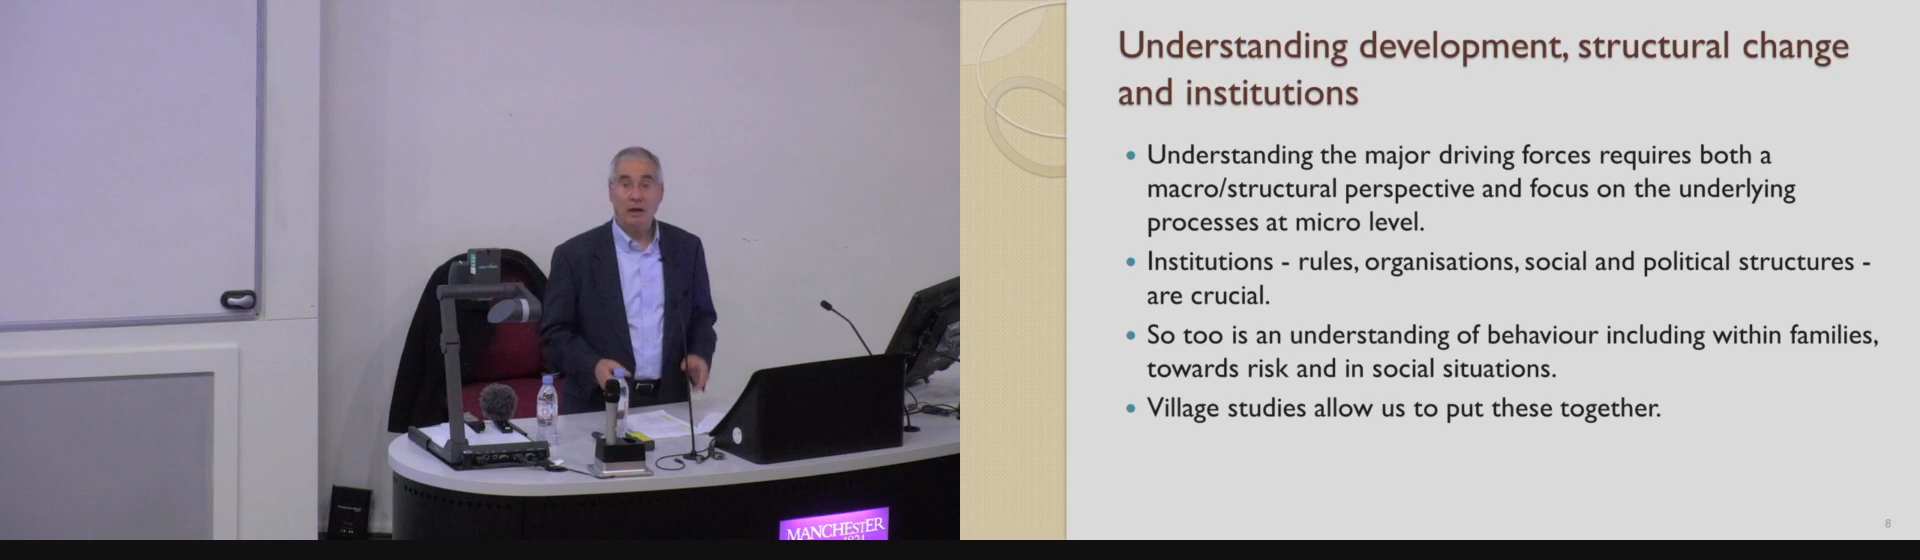 Understanding development, structural change
and institutions
• Understanding the major driving forces requires both a
macro/structural perspective and focus on the underlying
processes at micro level.
• Institutions - rules, organisations, social and political structures -
are crucial.
• So too is an understanding of behaviour including within families,
towards risk and in social situations.
• Village studies allow us to put these together.
8
MANCHESTER
1824